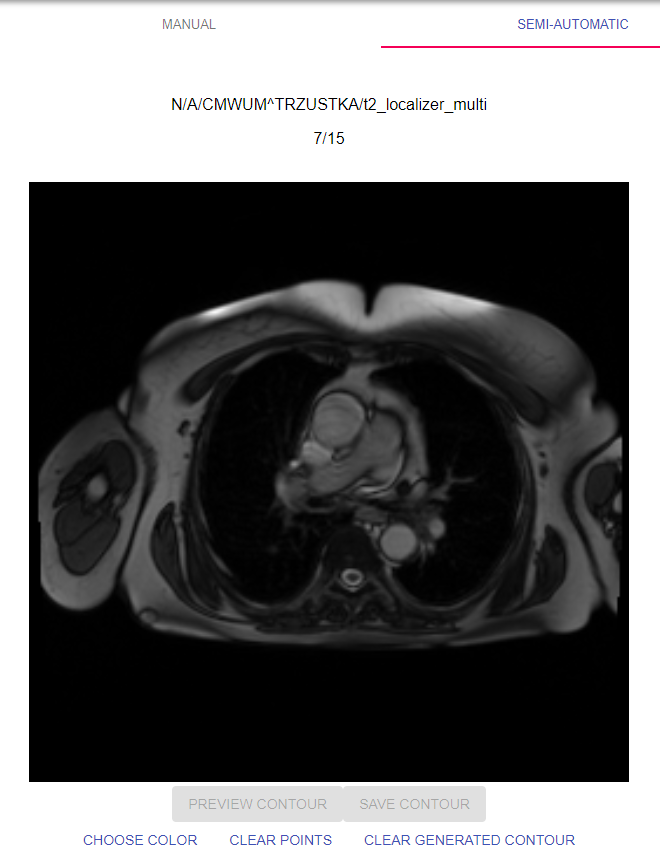 MANUAL
SEMI-AUTOMATIC
N/A/CMWUM^TRZUSTKA/t2_localizer_multi
7/15
PREVIEW CONTOUR
SAVE CONTOUR
CHOOSE COLOR
CLEAR POINTS
CLEAR GENERATED CONTOUR